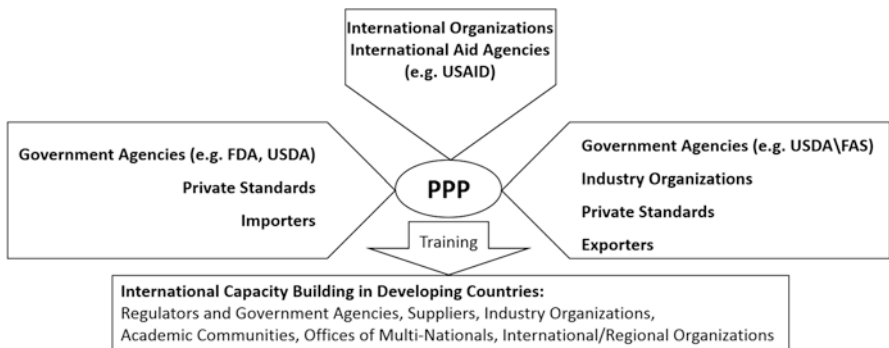 International Organizations
International Aid Agencies
(e.g. USAID)
Government Agencies (e.g. FDA, USDA)
Private Standards
Importers
PPP
Government Agencies (e.g. USDA\FAS)
Industry Organizations
Private Standards
Exporters
Training
International Capacity Building in Developing Countries:
Regulators and Government Agencies, Suppliers, Industry Organizations,
Academic Communities, Offices of Multi-Nationals, International/Regional Organizations